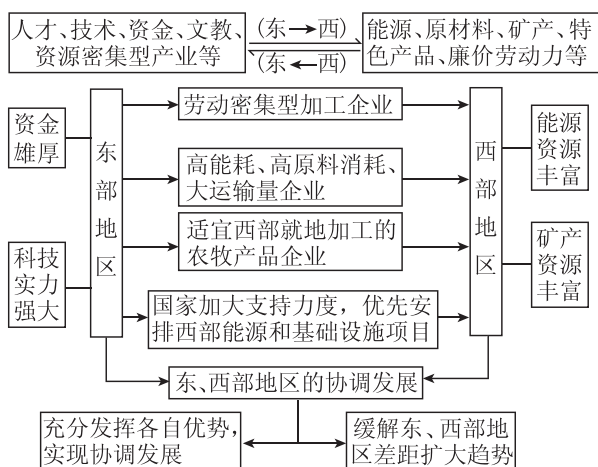 人才、技术、资金、文教、
资源密集型产业等
(东→西)
(东←西)
能源、原材料、矿产、特
色产品、廉价劳动力等
资金
雄厚
科技
实力
强大
东部地区
劳动密集型加工企业
高能耗、高原料消耗、
大运输量企业
适宜西部就地加工的
农牧产品企业
国家加大支持力度，优先安
排西部能源和基础设施项目
西部地区
能源
资源
丰富
矿产
资源
丰富
东、西部地区的协调发展
充分发挥各自优势，
实现协调发展
缓解东、西部地
区差距扩大趋势